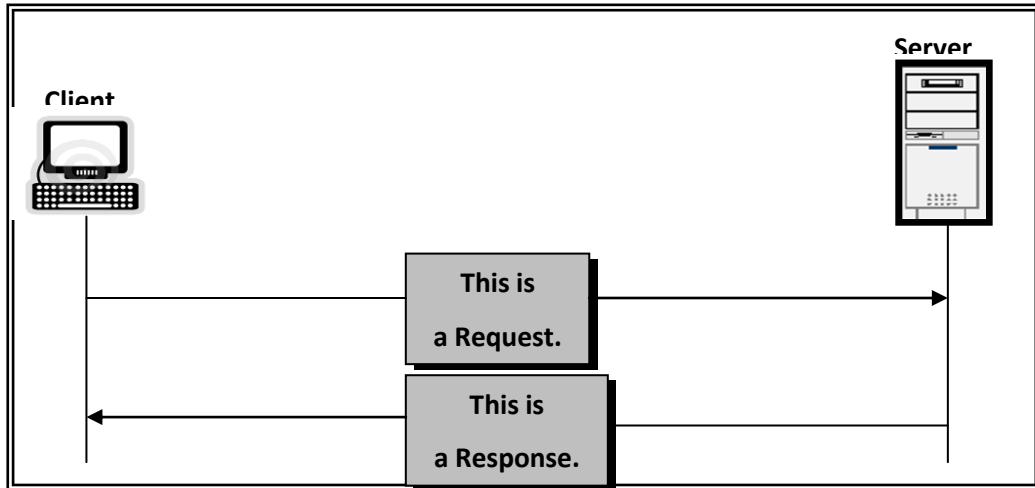 Server
Client
This is
a Request.
This is
a Response.